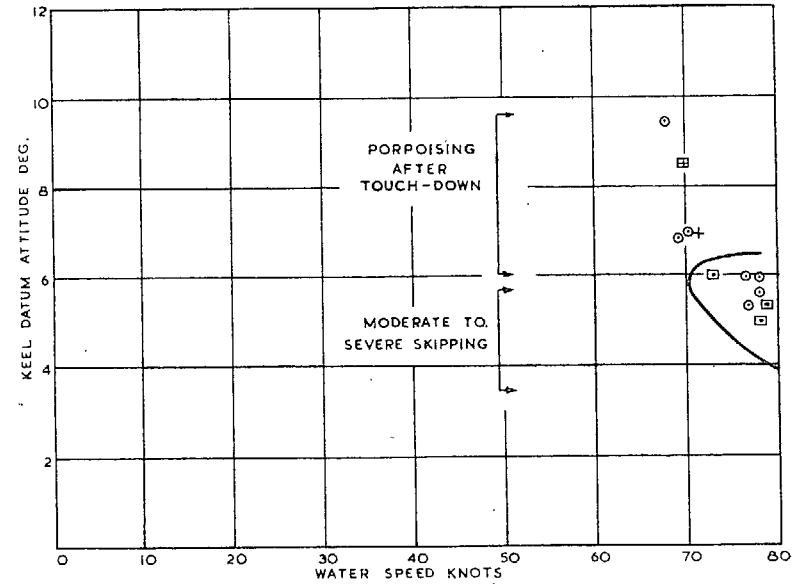 12
10
8
6
4
2
KEEL DATUM ATTITUDE DEG.
PORPOISING
AFTER
TOUCH-DOWN
MODERATE TO.
SEVERE SKIPPING
0 10 20 30 40 50 60 70 80
WATER SPEED KNOTS